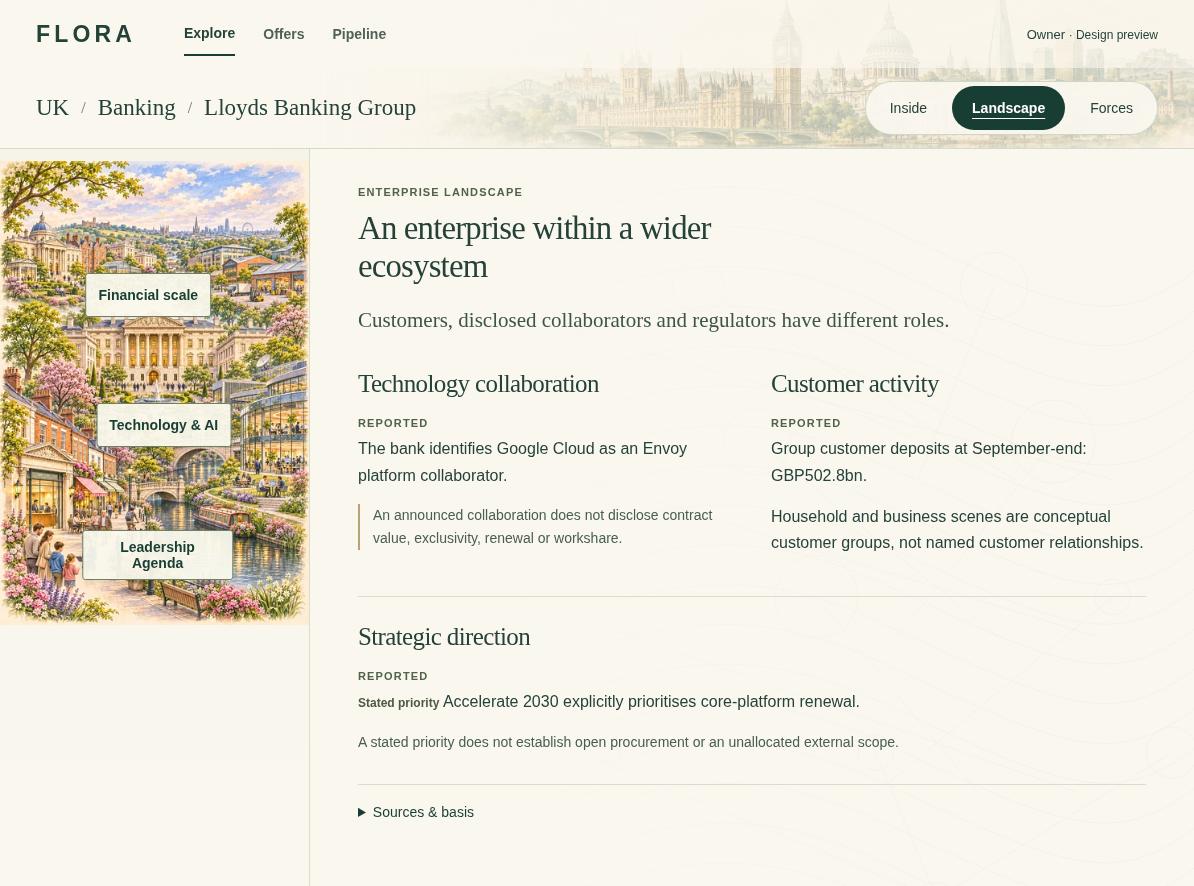 FLORA
Explore
Offers
Pipeline
Owner · Design preview
UK / Banking / Lloyds Banking Group
Inside
Landscape
Forces
Financial scale
Technology & AI
Leadership
Agenda
ENTERPRISE LANDSCAPE
An enterprise within a wider
ecosystem
Customers, disclosed collaborators and regulators have different roles.
Technology collaboration
REPORTED
The bank identifies Google Cloud as an Envoy
platform collaborator.
An announced collaboration does not disclose contract
value, exclusivity, renewal or workshare.
Customer activity
REPORTED
Group customer deposits at September-end:
GBP502.8bn.
Household and business scenes are conceptual
customer groups, not named customer relationships.
Strategic direction
REPORTED
Stated priority Accelerate 2030 explicitly prioritises core-platform renewal.
A stated priority does not establish open procurement or an unallocated external scope.
Sources & basis